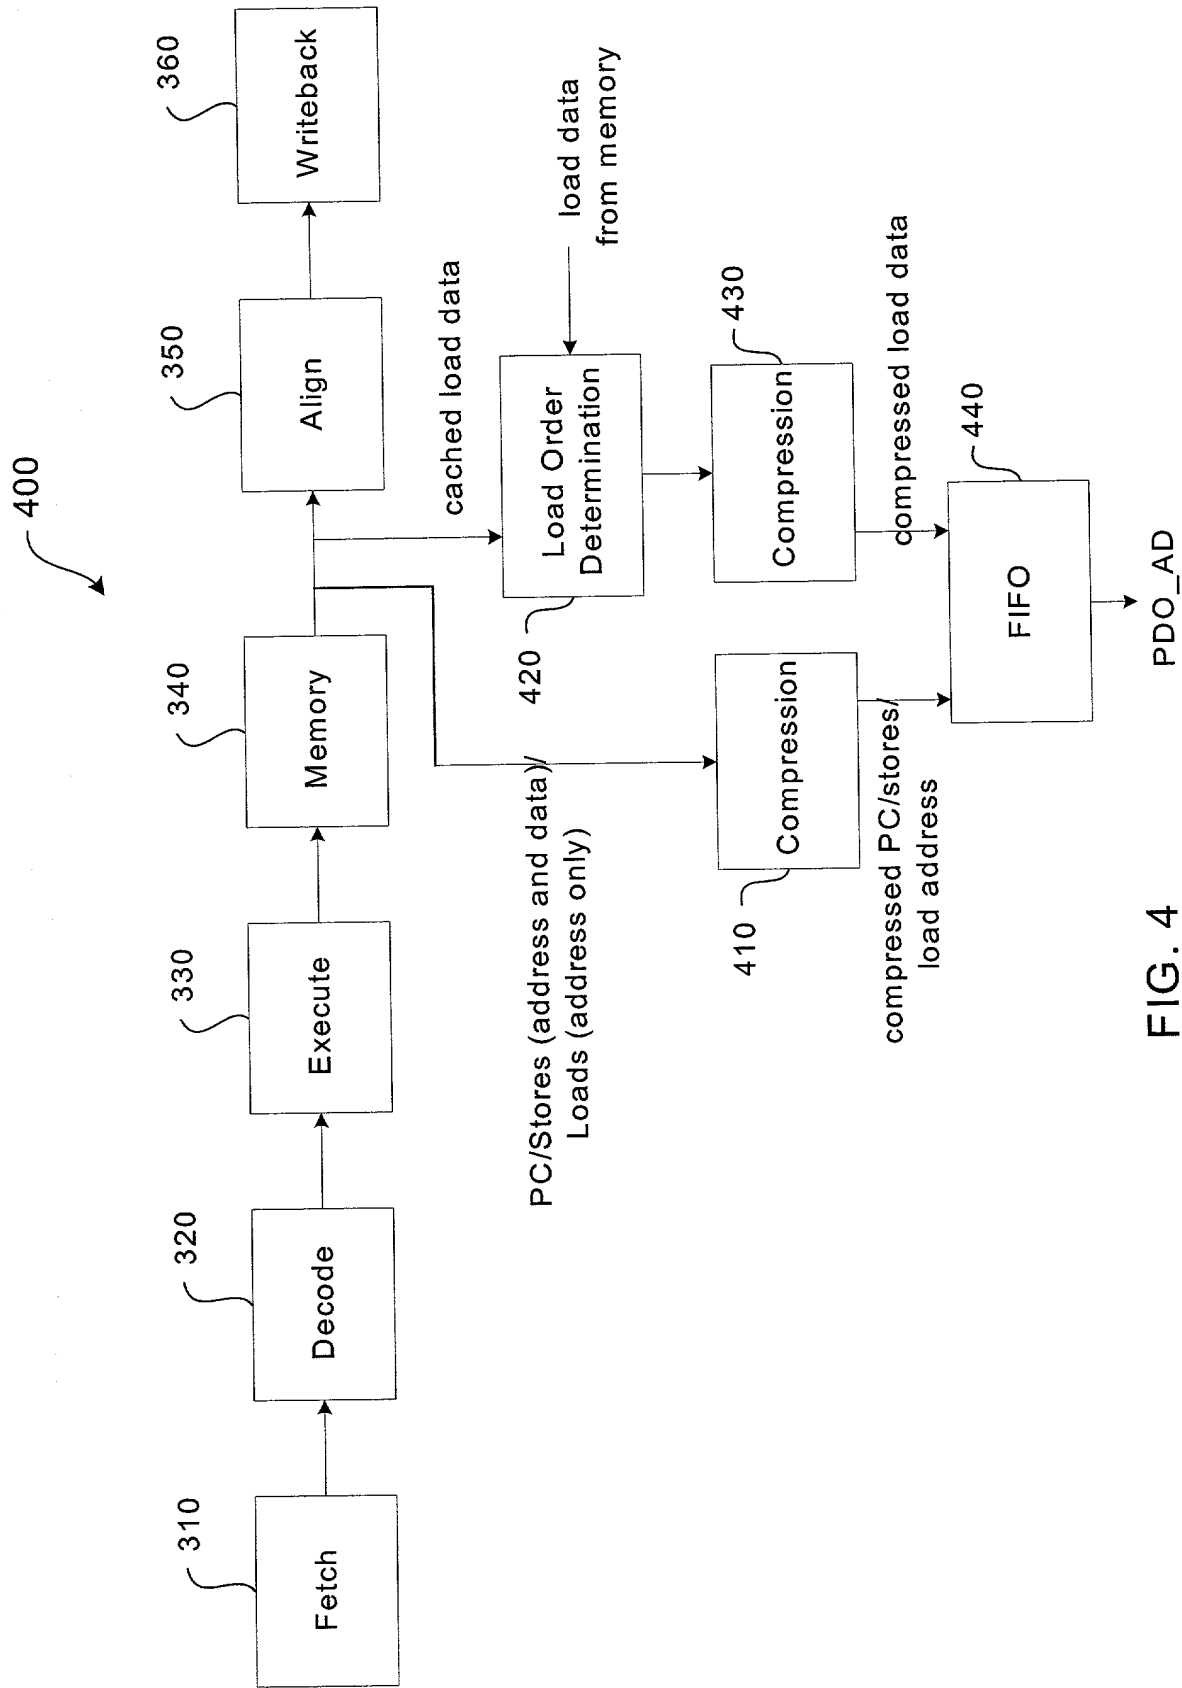 400
310
320
330
340
350
360
Fetch
Decode
Execute
Memory
Align
Writeback
PC/Stores (address and data)/
Loads (address only)
cached load data
load data
from memory
420
Load Order
Determination
410
Compression
430
Compression
compressed PC/stores/
load address
compressed load data
440
FIFO
PDO_AD
FIG. 4